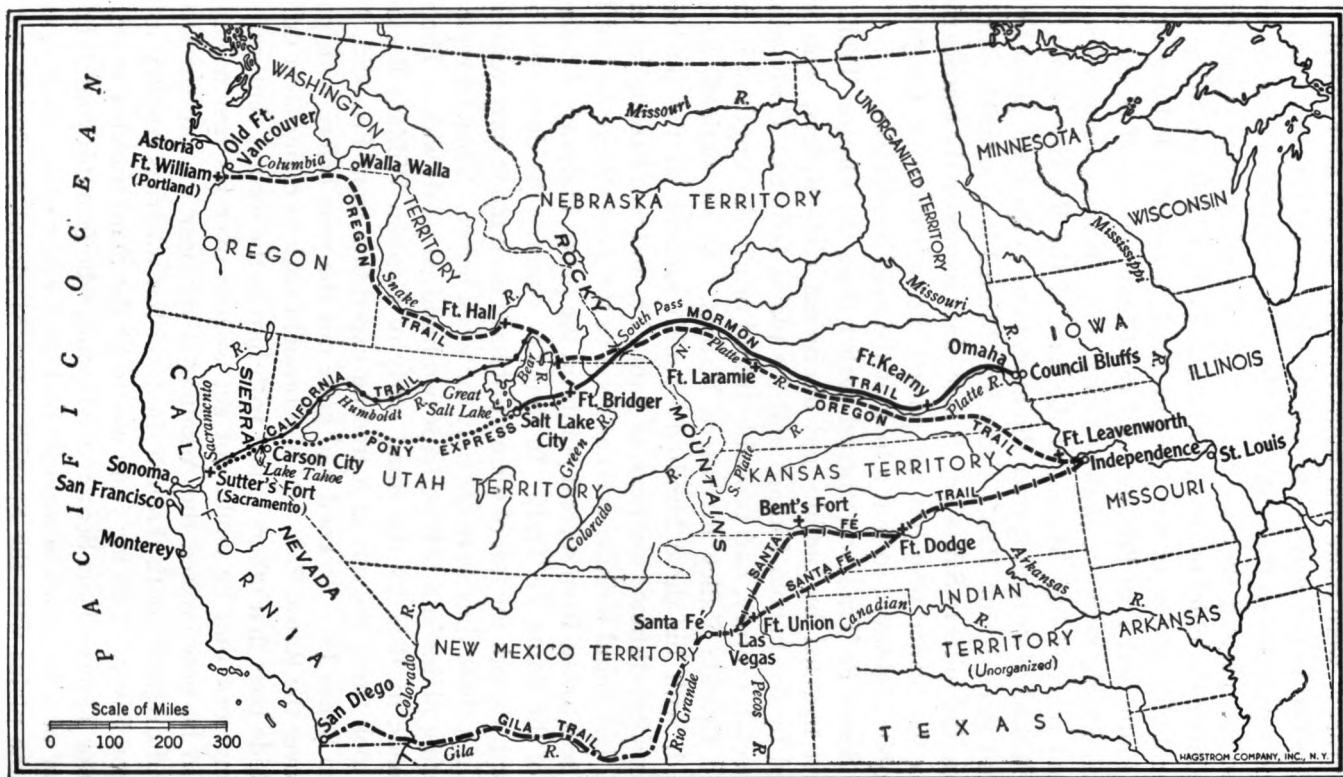 PACIFIC OCEAN
WASHINGTON
TERRITORY
Astoria
Old Ft.
Vancouver
Ft. William
(Portland)
Columbia
Walla Walla
OREGON
OREGON
TRAIL
Snake
R.
Ft. Hall
Missouri
R.
NEBRASKA TERRITORY
UNORGANIZED TERRITORY
MINNESOTA
WISCONSIN
Mississippi
R.
IOWA
ILLINOIS
Missouri
R.
ROCKY
MOUNTAINS
South Pass
MORMON
TRAIL
N.
Platte
R.
Ft. Laramie
Ft. Kearny
Omaha
Council Bluffs
Platte R.
OREGON
TRAIL
CALIFORNIA
SIERRA
NEVADA
Sacramento
R.
CALIFORNIA
TRAIL
Humboldt
R.
Great
Salt Lake
Bear
R.
Ft. Bridger
Salt Lake
City
PONY
EXPRESS
Carson City
Lake Tahoe
Sutter's Fort
(Sacramento)
Sonoma
San Francisco
Monterey
UTAH TERRITORY
Green
R.
Colorado
R.
S. Platte
R.
KANSAS TERRITORY
Ft. Leavenworth
Independence
St. Louis
MISSOURI
Bent's Fort
SANTA
FÉ
TRAIL
SANTA FÉ
Ft. Dodge
Arkansas
R.
ARKANSAS
INDIAN
TERRITORY
(Unorganized)
Canadian
R.
Santa Fé
Las
Vegas
Ft. Union
NEW MEXICO TERRITORY
Colorado
R.
San Diego
GILA TRAIL
Gila
R.
Rio Grande
Pecos
R.
TEXAS
Scale of Miles
0 100 200 300
HAGSTROM COMPANY, INC., N.Y.